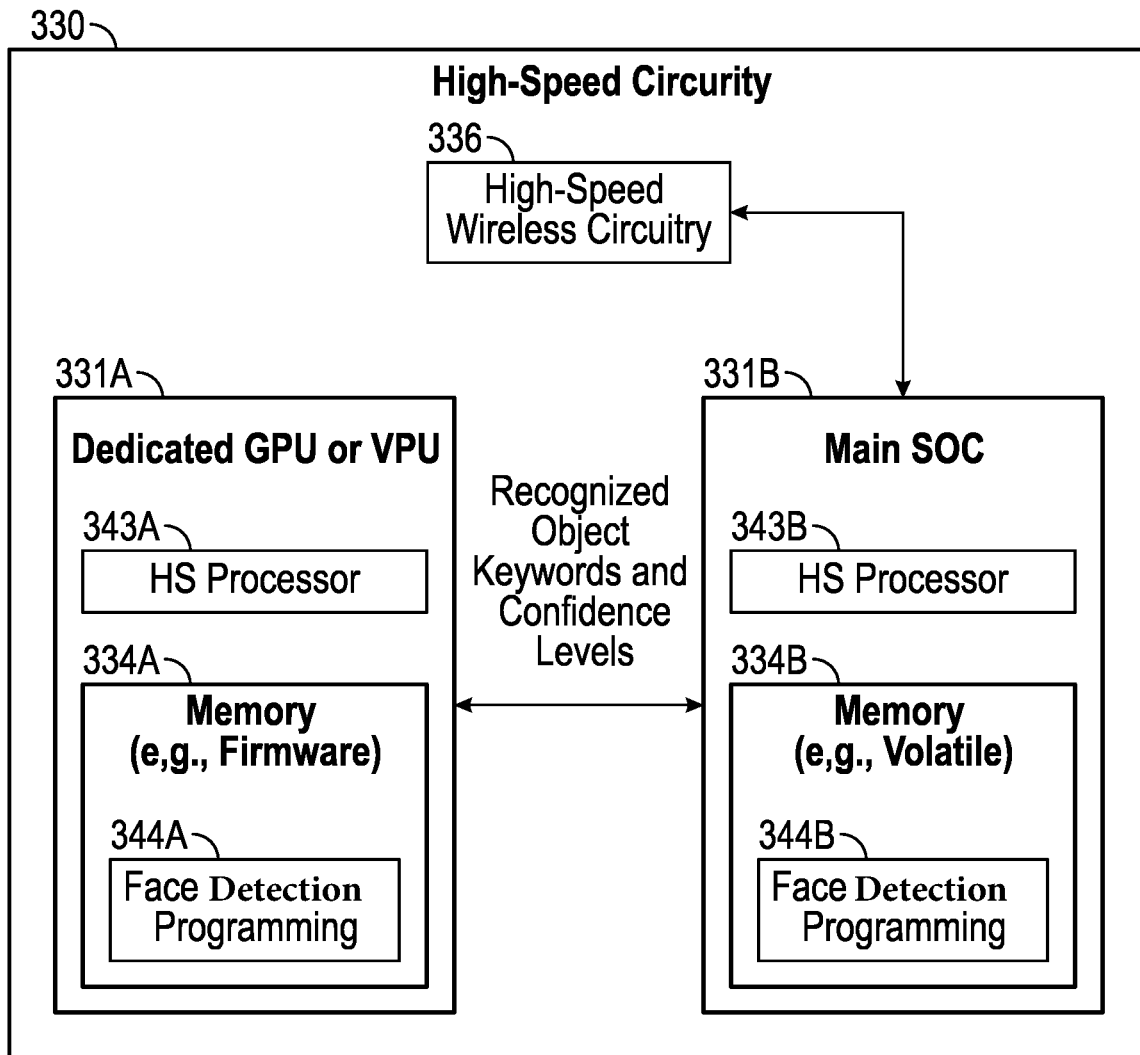 330
High-Speed Circurity
336
High-Speed
Wireless Circuitry
331A
Dedicated GPU or VPU
343A
HS Processor
334A
Memory
(e,g., Firmware)
344A
Face Detection
Programming
Recognized
Object
Keywords and
Confidence
Levels
331B
Main SOC
343B
HS Processor
334B
Memory
(e,g., Volatile)
344B
Face Detection
Programming